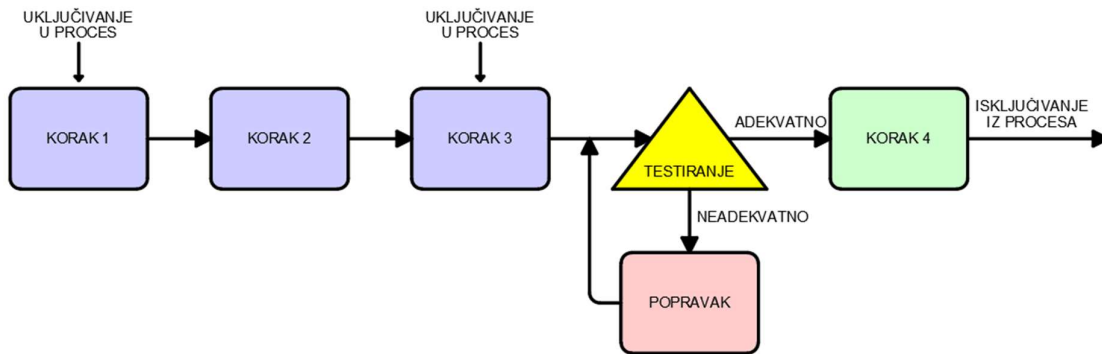 UKLJUČIVANJE
U PROCES
UKLJUČIVANJE
U PROCES
KORAK 1
KORAK 2
KORAK 3
TESTIRANJE
ADEKVATNO
KORAK 4
ISKLJUČIVANJE
IZ PROCESA
NEADEKVATNO
POPRAVAK